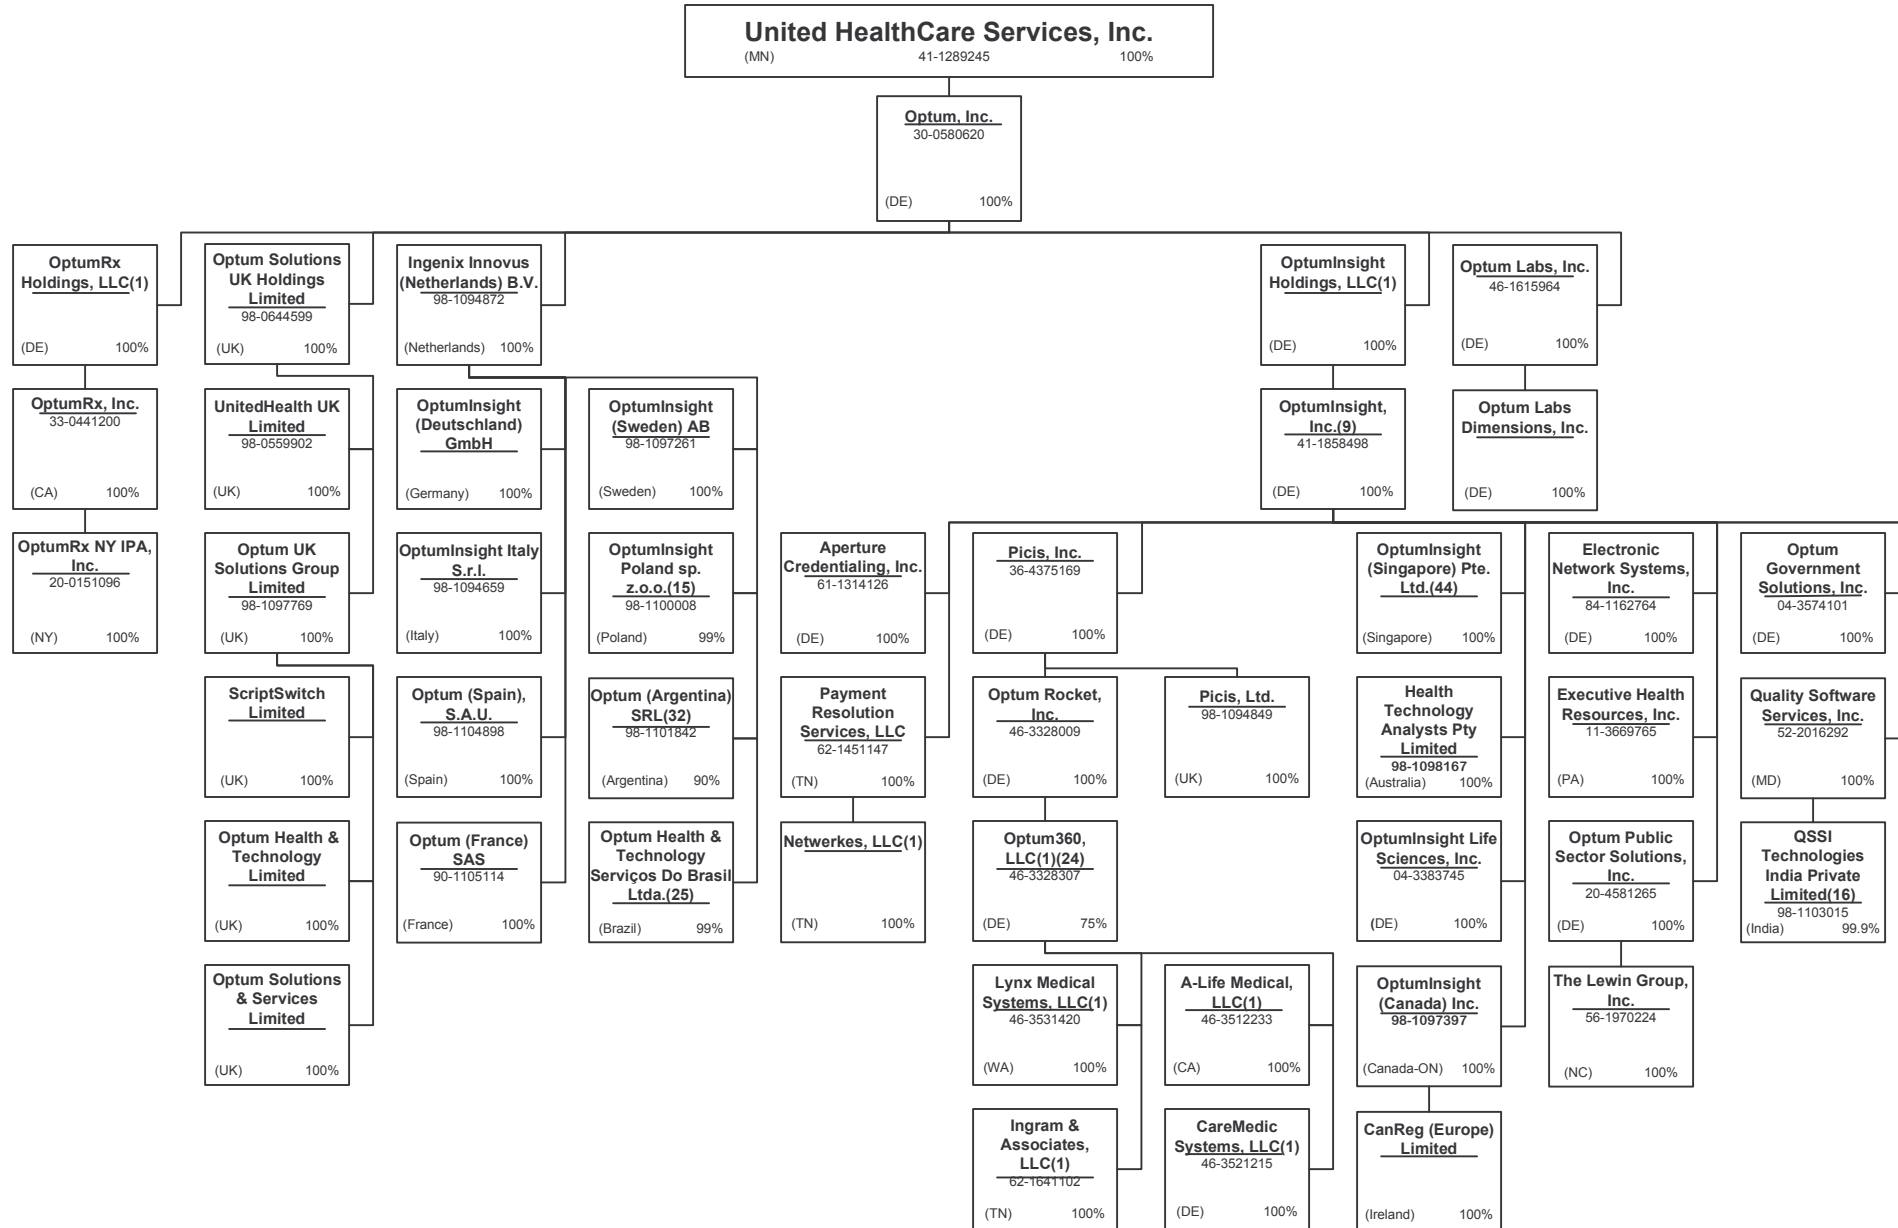 United HealthCare Services, Inc.
(MN) 41-1289245 100%
Optum, Inc.
30-0580620
(DE) 100%
OptumRx
Holdings, LLC(1)
(DE) 100%
Optum Solutions
UK Holdings
Limited
98-0644599
(UK) 100%
Ingenix Innovus
(Netherlands) B.V.
98-1094872
(Netherlands) 100%
OptumInsight
Holdings, LLC(1)
(DE) 100%
Optum Labs, Inc.
46-1615964
(DE) 100%
OptumRx, Inc.
33-0441200
(CA) 100%
UnitedHealth UK
Limited
98-0559902
(UK) 100%
OptumInsight
(Deutschland)
GmbH
(Germany) 100%
OptumInsight
(Sweden) AB
98-1097261
(Sweden) 100%
OptumInsight,
Inc.(9)
41-1858498
(DE) 100%
Optum Labs
Dimensions, Inc.
(DE) 100%
OptumRx NY IPA,
Inc.
20-0151096
(NY) 100%
Optum UK
Solutions Group
Limited
98-1097769
(UK) 100%
OptumInsight Italy
S.r.l.
98-1094659
(Italy) 100%
OptumInsight
Poland sp.
z.o.o.(15)
98-1100008
(Poland) 99%
Aperture
Credentialing, Inc.
61-1314126
(DE) 100%
Picis, Inc.
36-4375169
(DE) 100%
OptumInsight
(Singapore) Pte.
Ltd.(44)
(Singapore) 100%
Electronic
Network Systems,
Inc.
84-1162764
(DE) 100%
Optum
Government
Solutions, Inc.
04-3574101
(DE) 100%
ScriptSwitch
Limited
(UK) 100%
Optum (Spain),
S.A.U.
98-1104898
(Spain) 100%
Optum (Argentina)
SRL(32)
98-1101842
(Argentina) 90%
Payment
Resolution
Services, LLC
62-1451147
(TN) 100%
Optum Rocket,
Inc.
46-3328009
(DE) 100%
Picis, Ltd.
98-1094849
(UK) 100%
Health
Technology
Analysts Pty
Limited
98-1098167
(Australia) 100%
Executive Health
Resources, Inc.
11-3669765
(PA) 100%
Quality Software
Services, Inc.
52-2016292
(MD) 100%
Optum Health &
Technology
Limited
(UK) 100%
Optum (France)
SAS
90-1105114
(France) 100%
Optum Health &
Technology
Serviços Do Brasil
Ltda.(25)
(Brazil) 99%
Netwerkes, LLC(1)
(TN) 100%
Optum360,
LLC(1)(24)
46-3328307
(DE) 75%
OptumInsight Life
Sciences, Inc.
04-3383745
(DE) 100%
Optum Public
Sector Solutions,
Inc.
20-4581265
(DE) 100%
QSSI
Technologies
India Private
Limited(16)
98-1103015
(India) 99.9%
Optum Solutions
& Services
Limited
(UK) 100%
Lynx Medical
Systems, LLC(1)
46-3531420
(WA) 100%
A-Life Medical,
LLC(1)
46-3512233
(CA) 100%
OptumInsight
(Canada) Inc.
98-1097397
(Canada-ON) 100%
The Lewin Group,
Inc.
56-1970224
(NC) 100%
Ingram &
Associates,
LLC(1)
62-1641102
(TN) 100%
CareMedic
Systems, LLC(1)
46-3521215
(DE) 100%
CanReg (Europe)
Limited
(Ireland) 100%